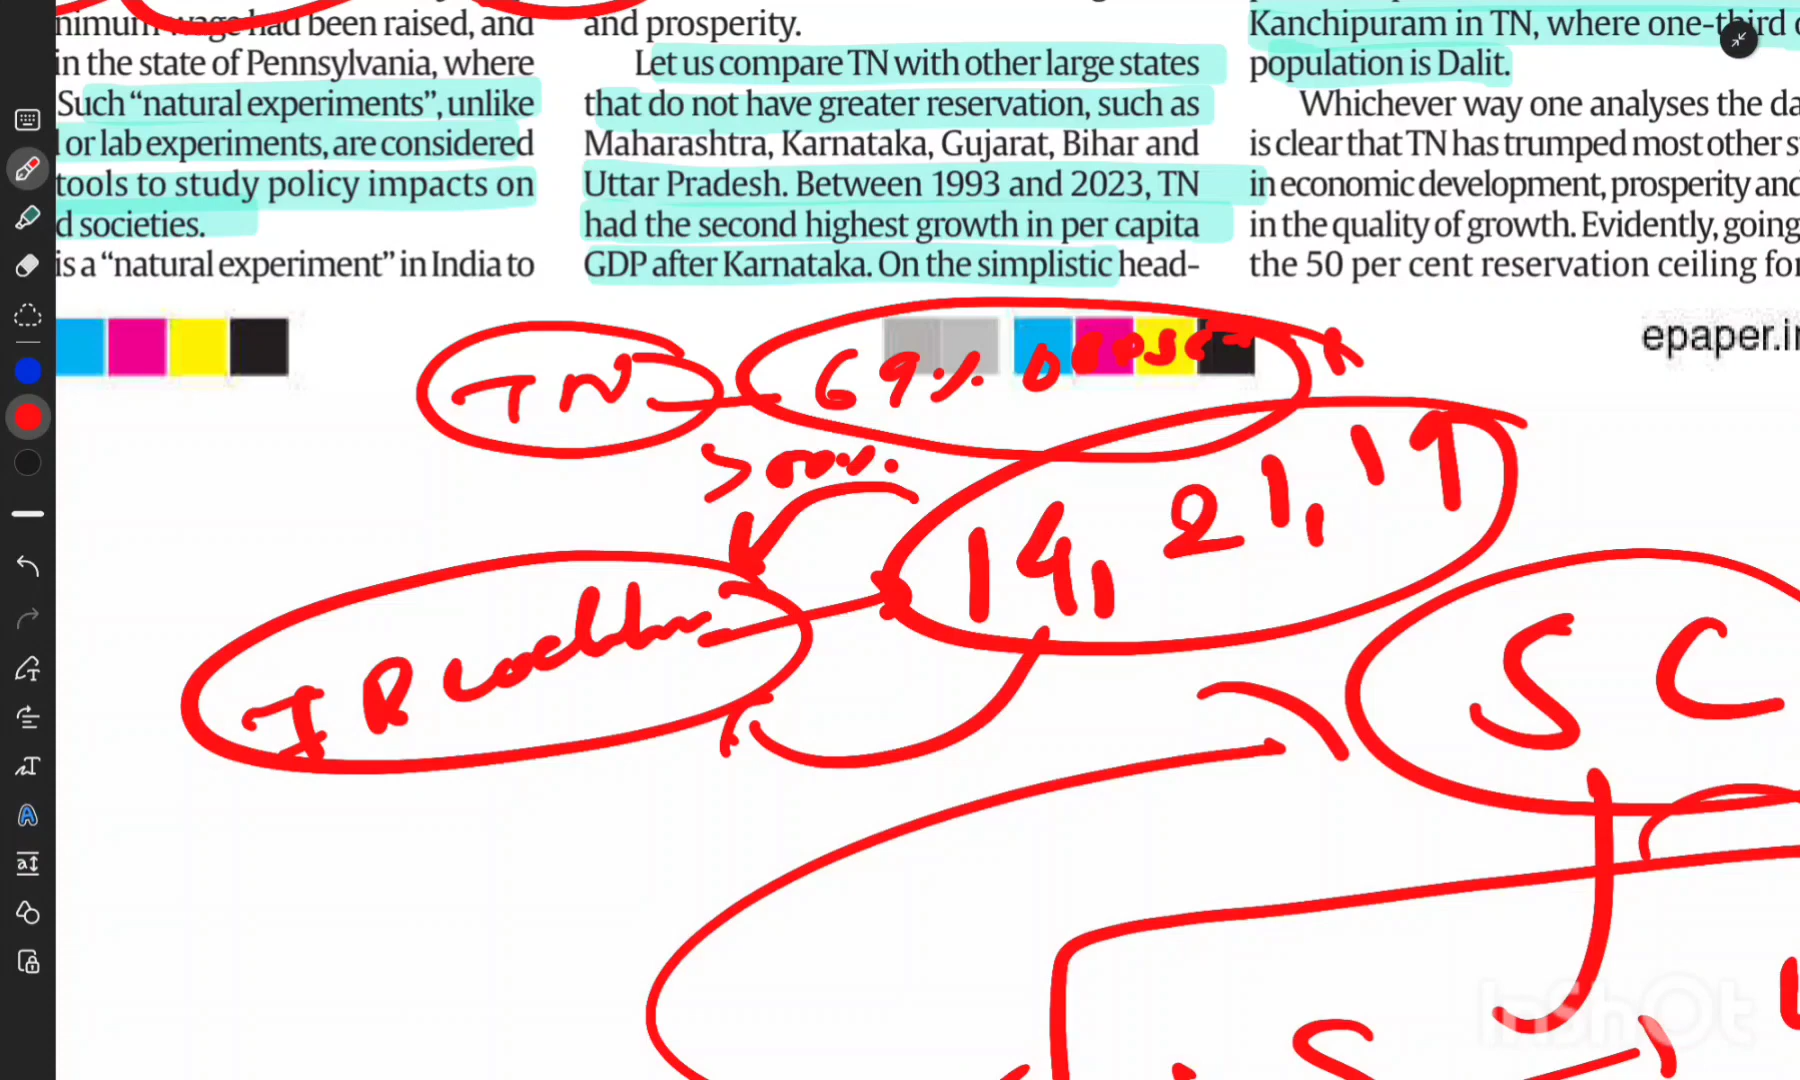 nimum wage had been raised, and
in the state of Pennsylvania, where
Such “natural experiments”, unlike
or lab experiments, are considered
tools to study policy impacts on
d societies.
is a “natural experiment” in India to
and prosperity.
Let us compare TN with other large states
that do not have greater reservation, such as
Maharashtra, Karnataka, Gujarat, Bihar and
Uttar Pradesh. Between 1993 and 2023, TN
had the second highest growth in per capita
GDP after Karnataka. On the simplistic head-
Kanchipuram in TN, where one-third
population is Dalit.
Whichever way one analyses the da
is clear that TN has trumped most other s
in economic development, prosperity and
in the quality of growth. Evidently, going
the 50 per cent reservation ceiling for
epaper.in
TN 69%
14, 21, 19
SC
S
InShOt